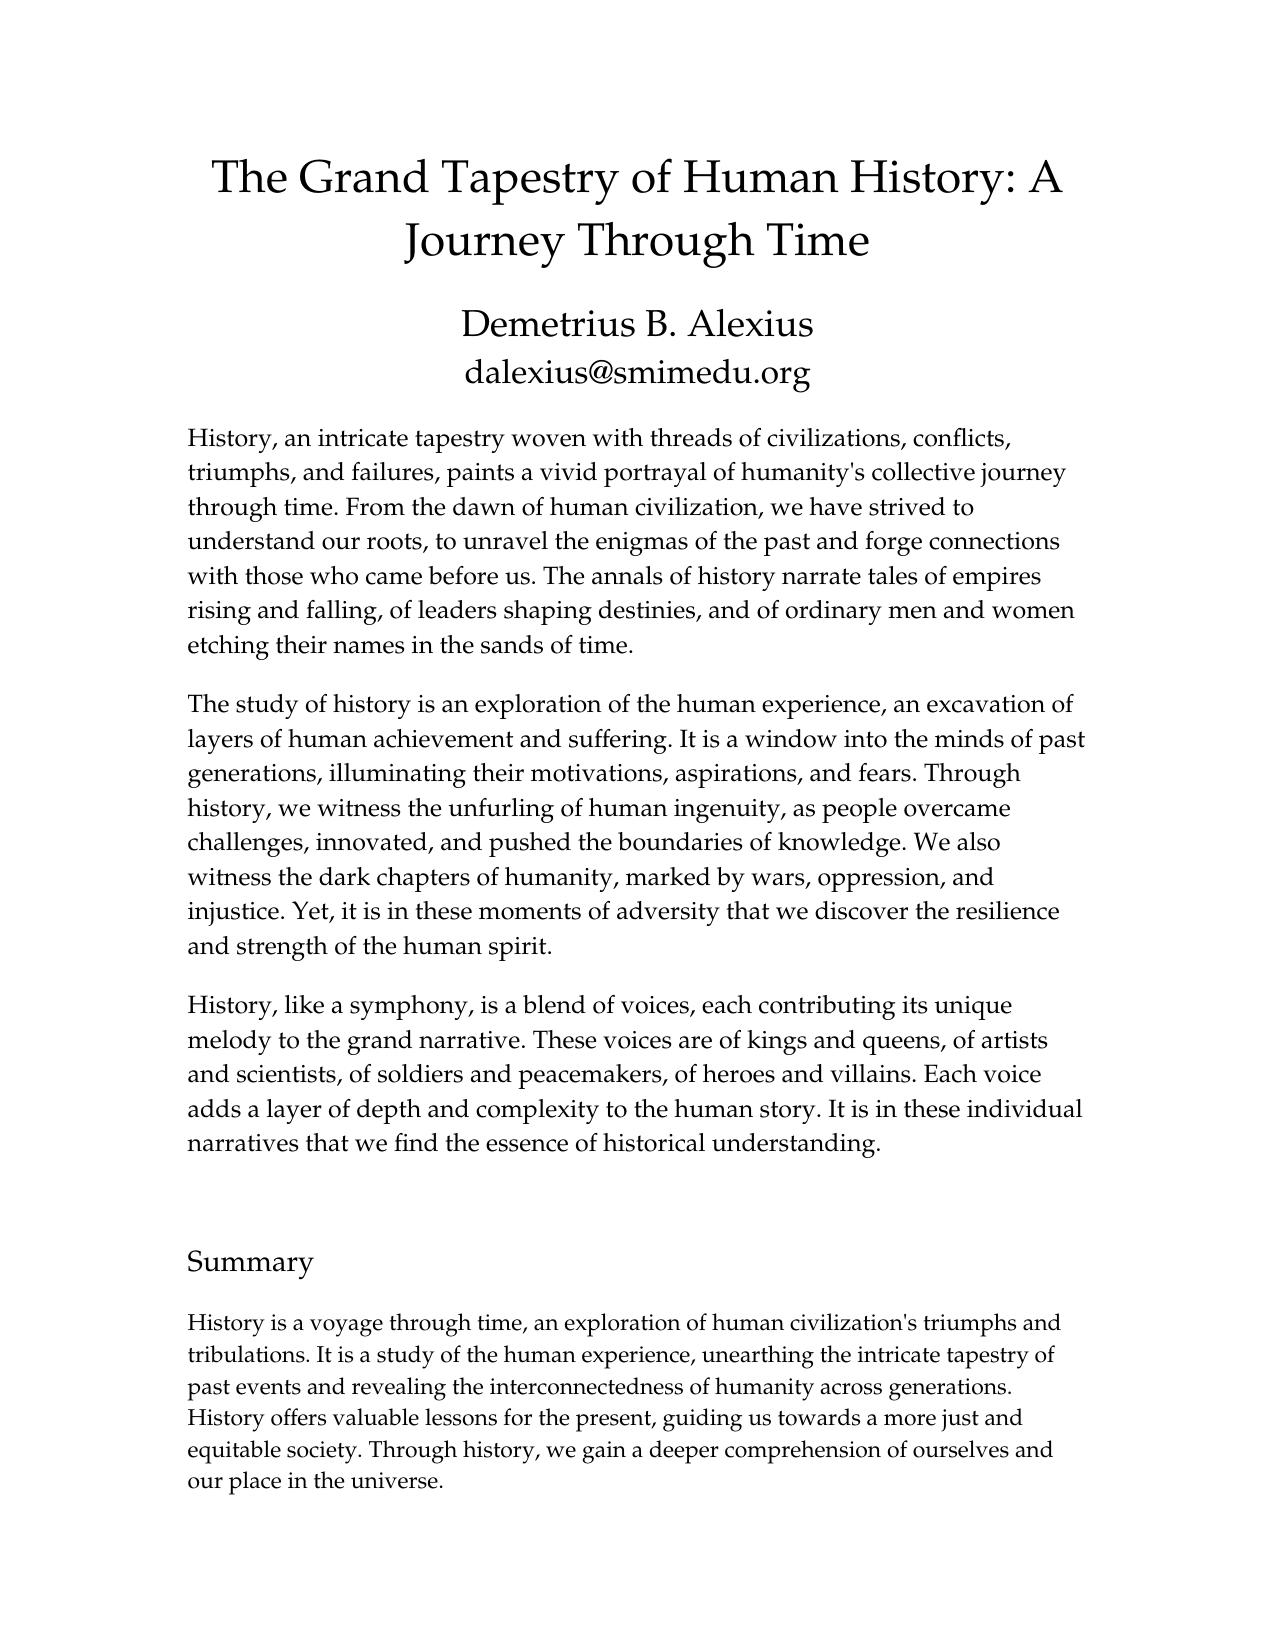 The Grand Tapestry of Human History: A
Journey Through Time
Demetrius B. Alexius
dalexius@smimedu.org
History, an intricate tapestry woven with threads of civilizations, conflicts,
triumphs, and failures, paints a vivid portrayal of humanity's collective journey
through time. From the dawn of human civilization, we have strived to
understand our roots, to unravel the enigmas of the past and forge connections
with those who came before us. The annals of history narrate tales of empires
rising and falling, of leaders shaping destinies, and of ordinary men and women
etching their names in the sands of time.
The study of history is an exploration of the human experience, an excavation of
layers of human achievement and suffering. It is a window into the minds of past
generations, illuminating their motivations, aspirations, and fears. Through
history, we witness the unfurling of human ingenuity, as people overcame
challenges, innovated, and pushed the boundaries of knowledge. We also
witness the dark chapters of humanity, marked by wars, oppression, and
injustice. Yet, it is in these moments of adversity that we discover the resilience
and strength of the human spirit.
History, like a symphony, is a blend of voices, each contributing its unique
melody to the grand narrative. These voices are of kings and queens, of artists
and scientists, of soldiers and peacemakers, of heroes and villains. Each voice
adds a layer of depth and complexity to the human story. It is in these individual
narratives that we find the essence of historical understanding.
Summary
History is a voyage through time, an exploration of human civilization's triumphs and
tribulations. It is a study of the human experience, unearthing the intricate tapestry of
past events and revealing the interconnectedness of humanity across generations.
History offers valuable lessons for the present, guiding us towards a more just and
equitable society. Through history, we gain a deeper comprehension of ourselves and
our place in the universe.